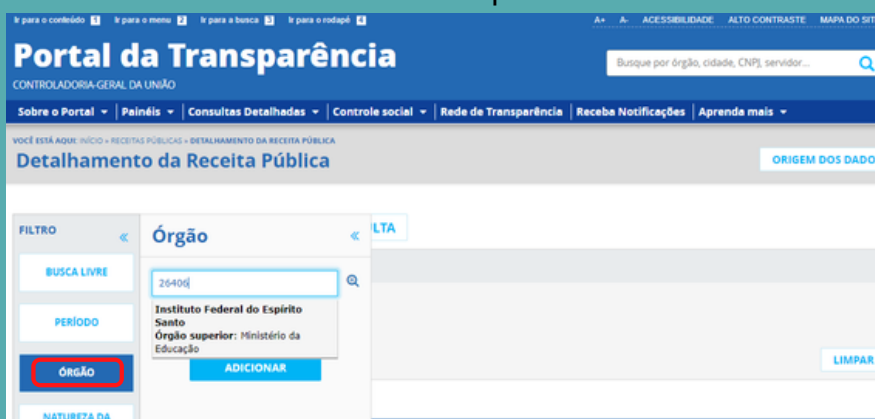 Ir para o conteúdo 1 Ir para o menu 2 Ir para a busca 3 Ir para o rodapé 4 A+ A- ACESSIBILIDADE ALTO CONTRASTE MAPA DO SIT
Portal da Transparência
Busque por órgão, cidade, CNPJ, servidor...
CONTROLADORIA-GERAL DA UNIÃO
Sobre o Portal Painéis Consultas Detalhadas Controle social Rede de Transparência Receba Notificações Aprenda mais
VOCÊ ESTÁ AQUI: INÍCIO » RECEITAS PÚBLICAS » DETALHAMENTO DA RECEITA PÚBLICA
Detalhamento da Receita Pública
ORIGEM DOS DADO
FILTRO «
Órgão «
LTA
BUSCA LIVRE
26406
Instituto Federal do Espírito
Santo
Órgão superior: Ministério da
Educação
PERÍODO
ADICIONAR
LIMPAR
ÓRGÃO
NATUREZA DA